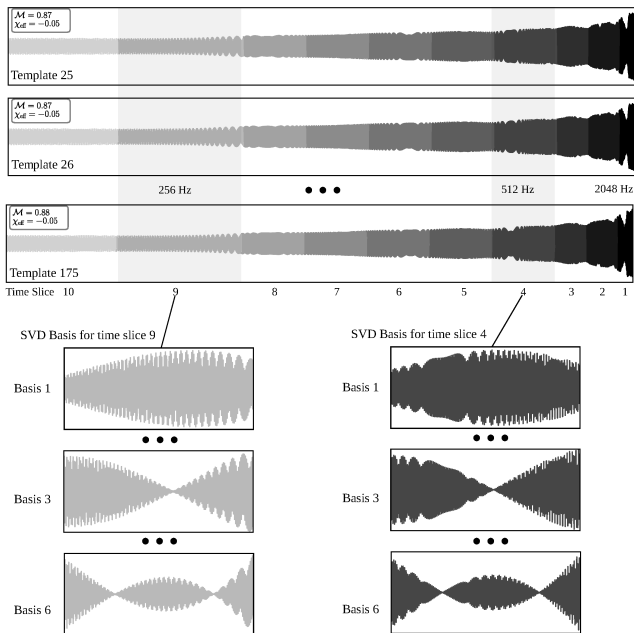 𝓜 = 0.87
χeff = −0.05
Template 25
𝓜 = 0.87
χeff = −0.05
Template 26
256 Hz
512 Hz
2048 Hz
𝓜 = 0.88
χeff = −0.05
Template 175
Time Slice 10 9 8 7 6 5 4 3 2 1
SVD Basis for time slice 9
SVD Basis for time slice 4
Basis 1
Basis 1
Basis 3
Basis 3
Basis 6
Basis 6